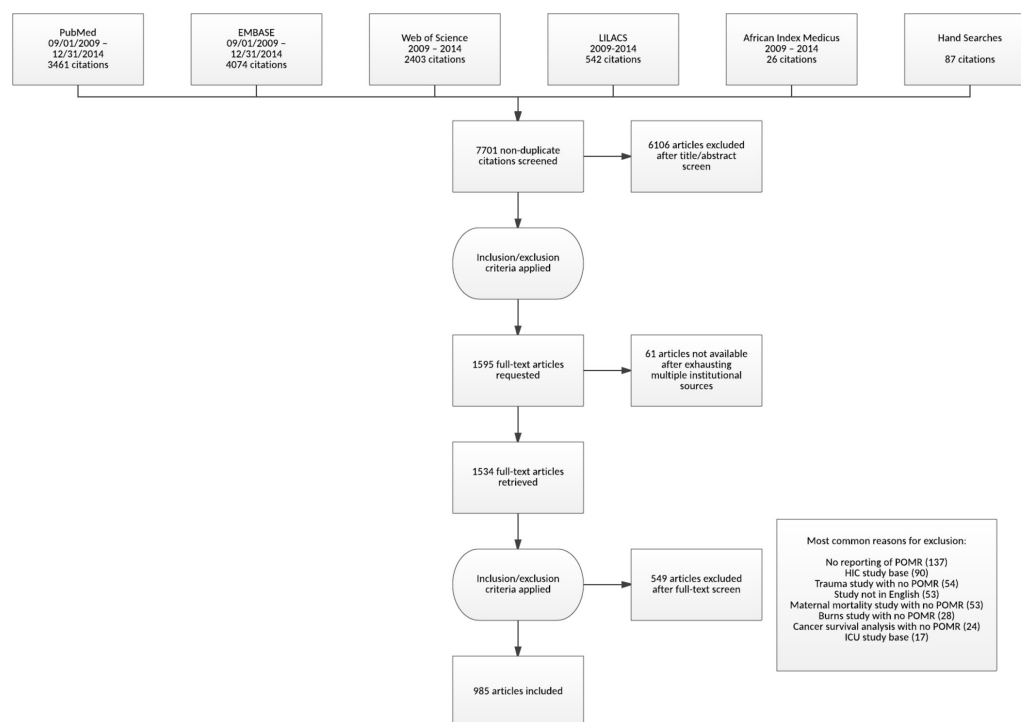 PubMed
09/01/2009 –
12/31/2014
3461 citations
EMBASE
09/01/2009 –
12/31/2014
4074 citations
Web of Science
2009 – 2014
2403 citations
LILACS
2009-2014
542 citations
African Index Medicus
2009 – 2014
26 citations
Hand Searches
87 citations
7701 non-duplicate
citations screened
6106 articles excluded
after title/abstract
screen
Inclusion/exclusion
criteria applied
1595 full-text articles
requested
61 articles not available
after exhausting
multiple institutional
sources
1534 full-text articles
retrieved
Inclusion/exclusion
criteria applied
549 articles excluded
after full-text screen
Most common reasons for exclusion:
No reporting of POMR (137)
HIC study base (90)
Trauma study with no POMR (54)
Study not in English (53)
Maternal mortality study with no POMR (53)
Burns study with no POMR (28)
Cancer survival analysis with no POMR (24)
ICU study base (17)
985 articles included